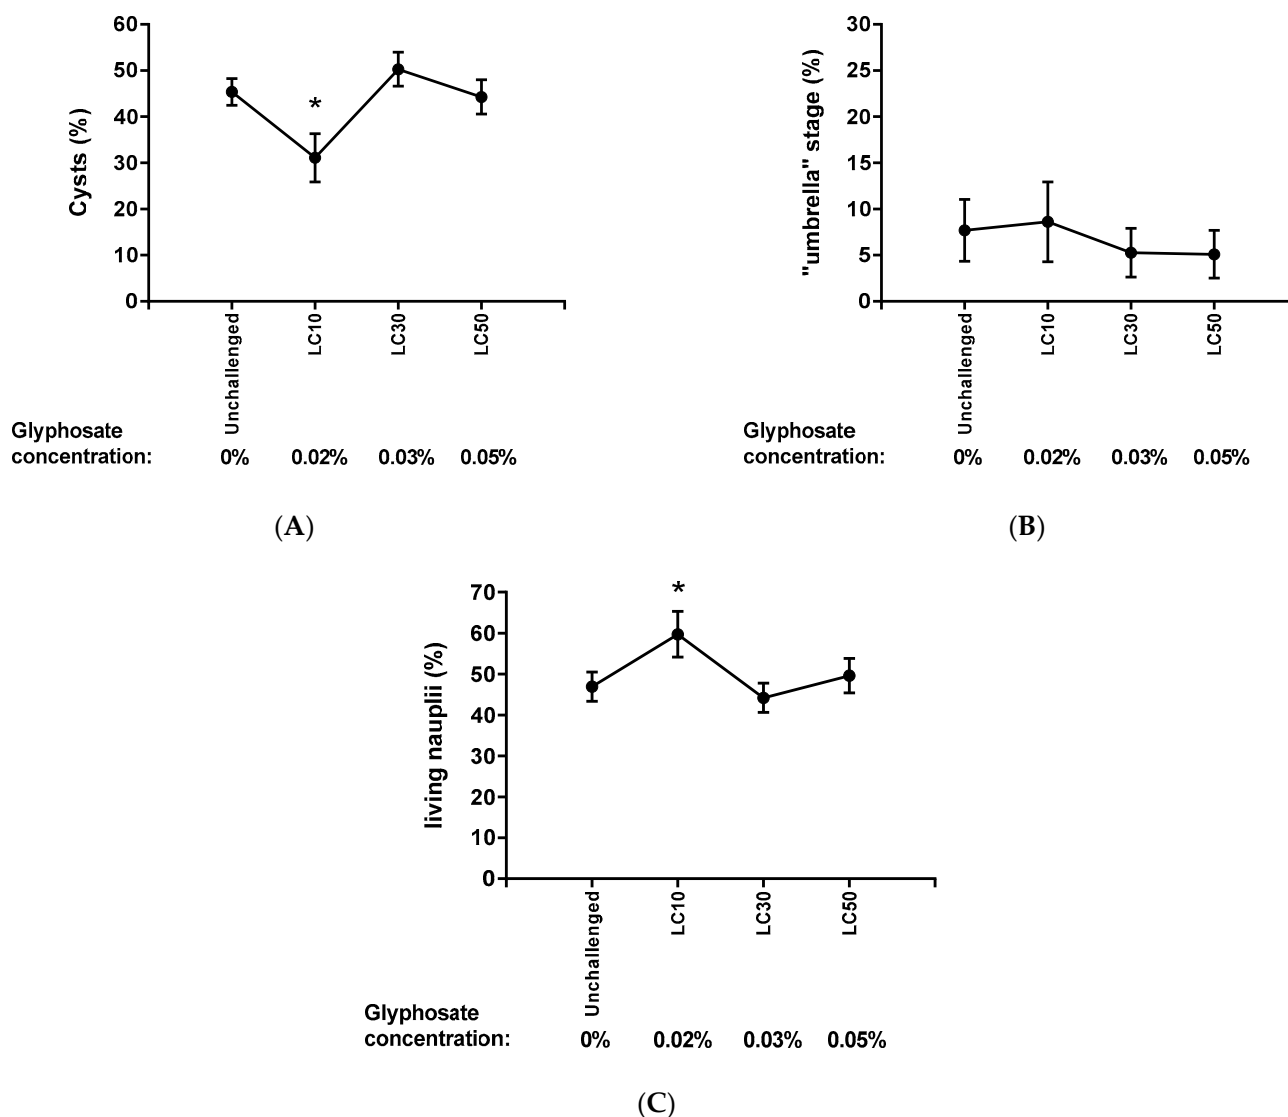 60
50
40
30
20
10
0
Cysts (%)
*
Unchallenged
LC10
LC30
LC50
Glyphosate
concentration: 0% 0.02% 0.03% 0.05%
(A)
30
25
20
15
10
5
0
"umbrella" stage (%)
Unchallenged
LC10
LC30
LC50
Glyphosate
concentration: 0% 0.02% 0.03% 0.05%
(B)
70
60
50
40
30
20
10
0
living nauplii (%)
*
Unchallenged
LC10
LC30
LC50
Glyphosate
concentration: 0% 0.02% 0.03% 0.05%
(C)